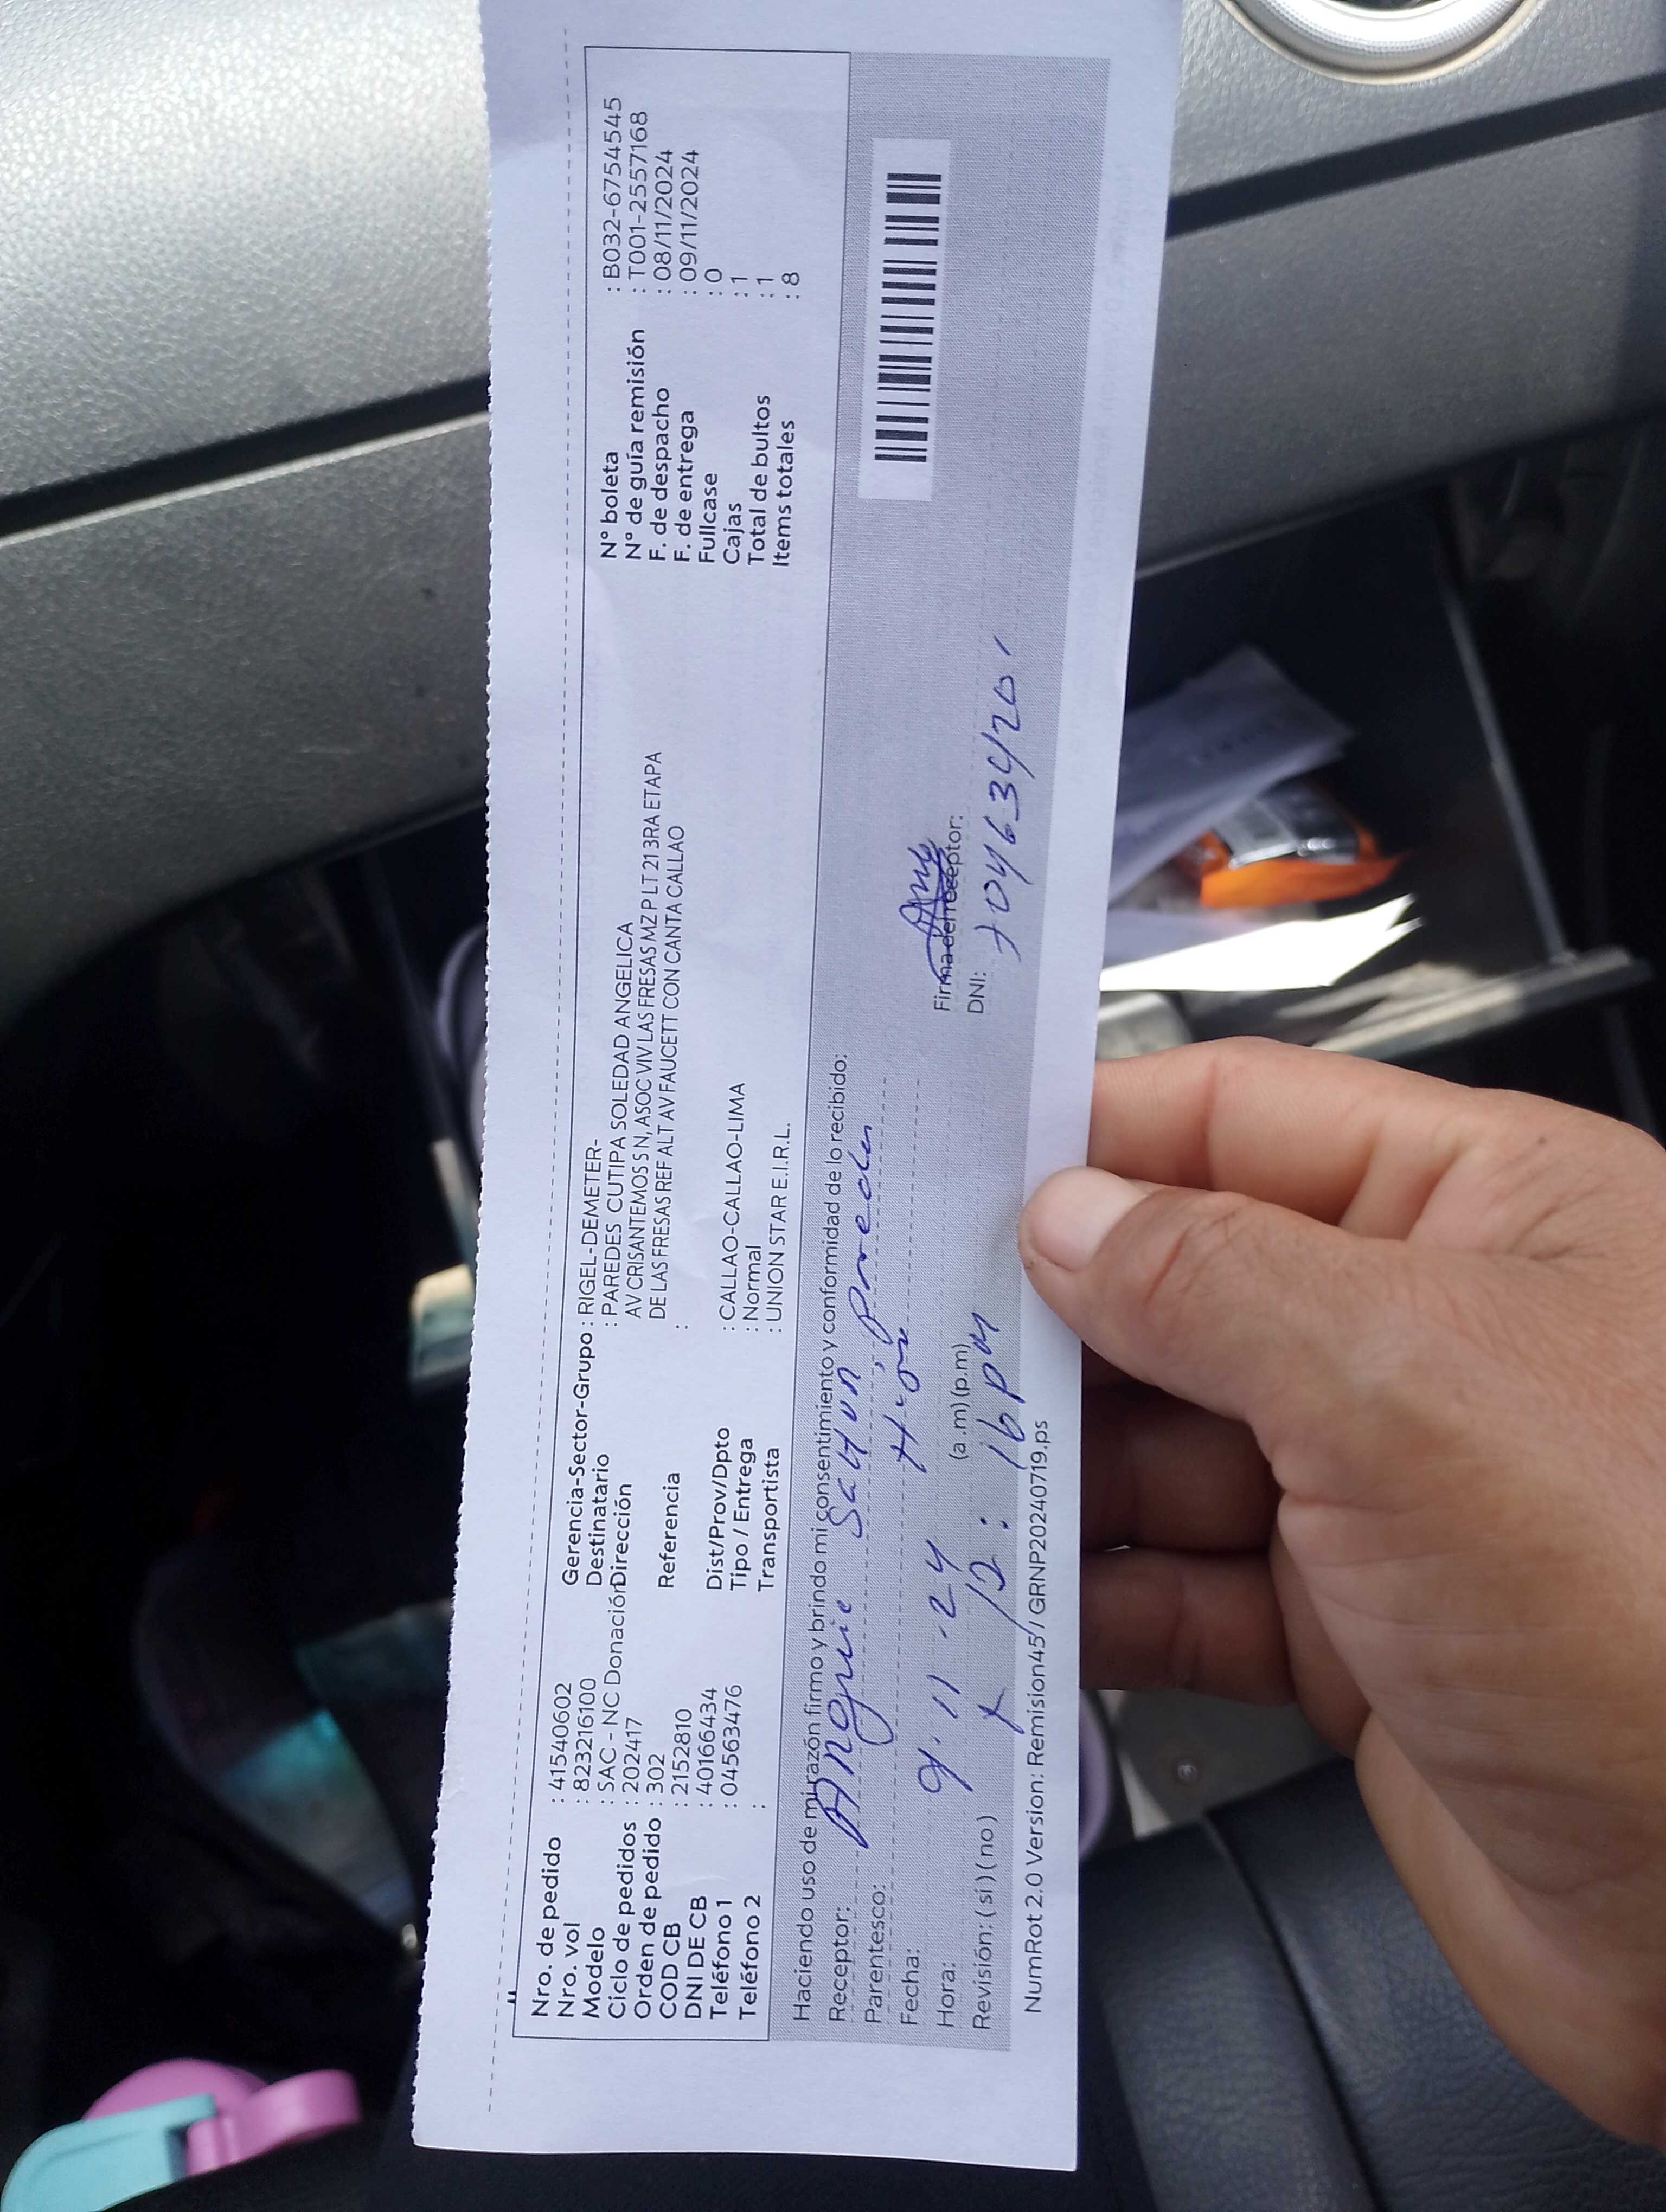 Nro. de pedido : 41540602
Nro. vol : 823216100
Modelo : SAC - NC Donación
Ciclo de pedidos : 202417
Orden de pedido : 302
COD CB : 2152810
DNI DE CB : 40166434
Teléfono 1 : 04563476
Teléfono 2 :
Gerencia-Sector-Grupo : RIGEL-DEMETER-
Destinatario : PAREDES CUTIPA SOLEDAD ANGELICA
Dirección AV CRISANTEMOS S N, ASOC VIV LAS FRESAS MZ P LT 21 3RA ETAPA
DE LAS FRESAS REF ALT AV FAUCETT CON CANTA CALLAO
Referencia :
Dist/Prov/Dpto : CALLAO-CALLAO-LIMA
Tipo / Entrega : Normal
Transportista : UNION STAR E.I.R.L.
N° boleta : B032-6754545
N° de guía remisión : T001-2557168
F. de despacho : 08/11/2024
F. de entrega : 09/11/2024
Fullcase : 0
Cajas : 1
Total de bultos : 1
Items totales : 8
Haciendo uso de mi razón firmo y brindo mi consentimiento y conformidad de lo recibido:
Receptor: Angie
Parentesco:
Fecha: 9.11.24
Hora: (a.m) (p.m) 12:16 PM
Revisión: (si) (no) x
Firma del receptor:
DNI: 70463420
NumRot 2.0 Version: Remision45 / GRNP20240719.ps